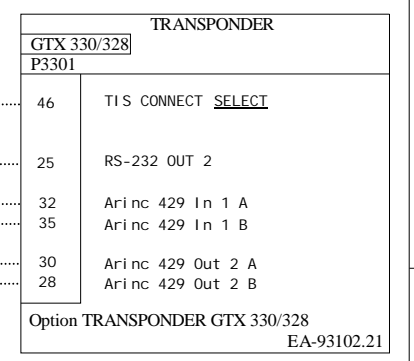 TRANSPONDER
GTX 330/328
P3301
46 TIS CONNECT SELECT
25 RS-232 OUT 2
32 Arinc 429 In 1 A
35 Arinc 429 In 1 B
30 Arinc 429 Out 2 A
28 Arinc 429 Out 2 B
Option TRANSPONDER GTX 330/328
EA-93102.21